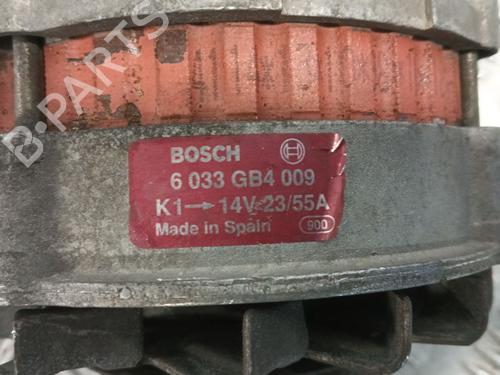 BOSCH
6 033 GB4 009
K1→14V 23/55A
Made in Spain 900
B-PARTS